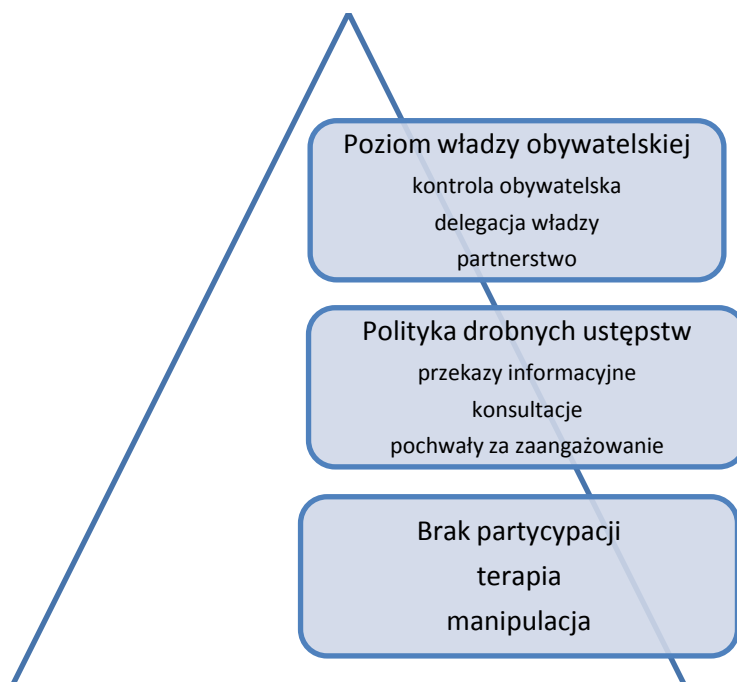 Poziom władzy obywatelskiej
kontrola obywatelska
delegacja władzy
partnerstwo
Polityka drobnych ustępstw
przekazy informacyjne
konsultacje
pochwały za zaangażowanie
Brak partycypacji
terapia
manipulacja